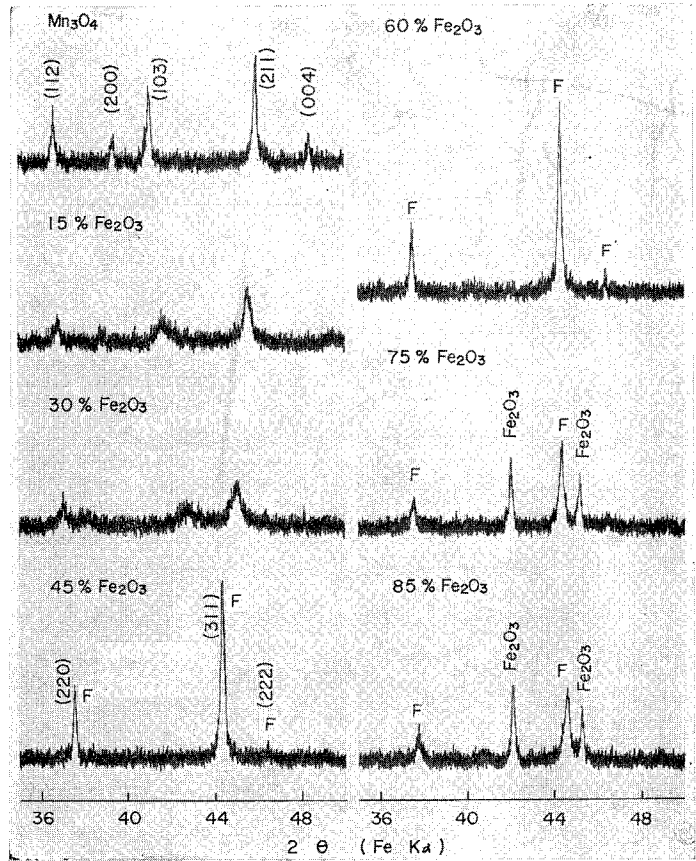 Mn₃O₄
(112)
(200)
(103)
(211)
(004)
15 % Fe₂O₃
30 % Fe₂O₃
45 % Fe₂O₃
(220)
F
(311)
F
(222)
F
60 % Fe₂O₃
F
F
F
75 % Fe₂O₃
F
Fe₂O₃
F
Fe₂O₃
85 % Fe₂O₃
F
Fe₂O₃
F
Fe₂O₃
36 40 44 48 36 40 44 48
2 θ (Fe Kα)